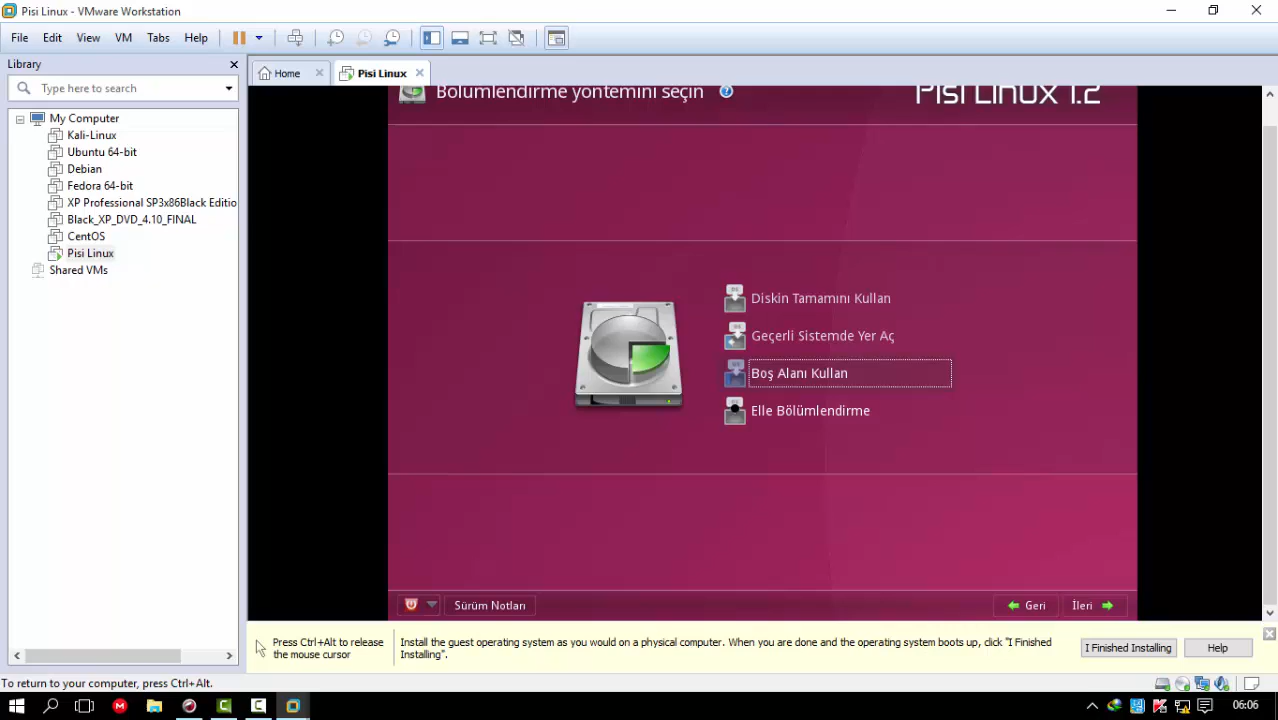 Pisi Linux - VMware Workstation
File Edit View VM Tabs Help
Library
Type here to search
My Computer
Kali-Linux
Ubuntu 64-bit
Debian
Fedora 64-bit
XP Professional SP3x86Black Editio
Black_XP_DVD_4.10_FINAL
CentOS
Pisi Linux
Shared VMs
Home
Pisi Linux
Bölümlendirme yöntemini seçin
Pisi Linux 1.2
Diskin Tamamını Kullan
Geçerli Sistemde Yer Aç
Boş Alanı Kullan
Elle Bölümlendirme
Sürüm Notları
Geri
İleri
Press Ctrl+Alt to release
the mouse cursor
Install the guest operating system as you would on a physical computer. When you are done and the operating system boots up, click "I Finished
Installing".
I Finished Installing
Help
To return to your computer, press Ctrl+Alt.
06:06